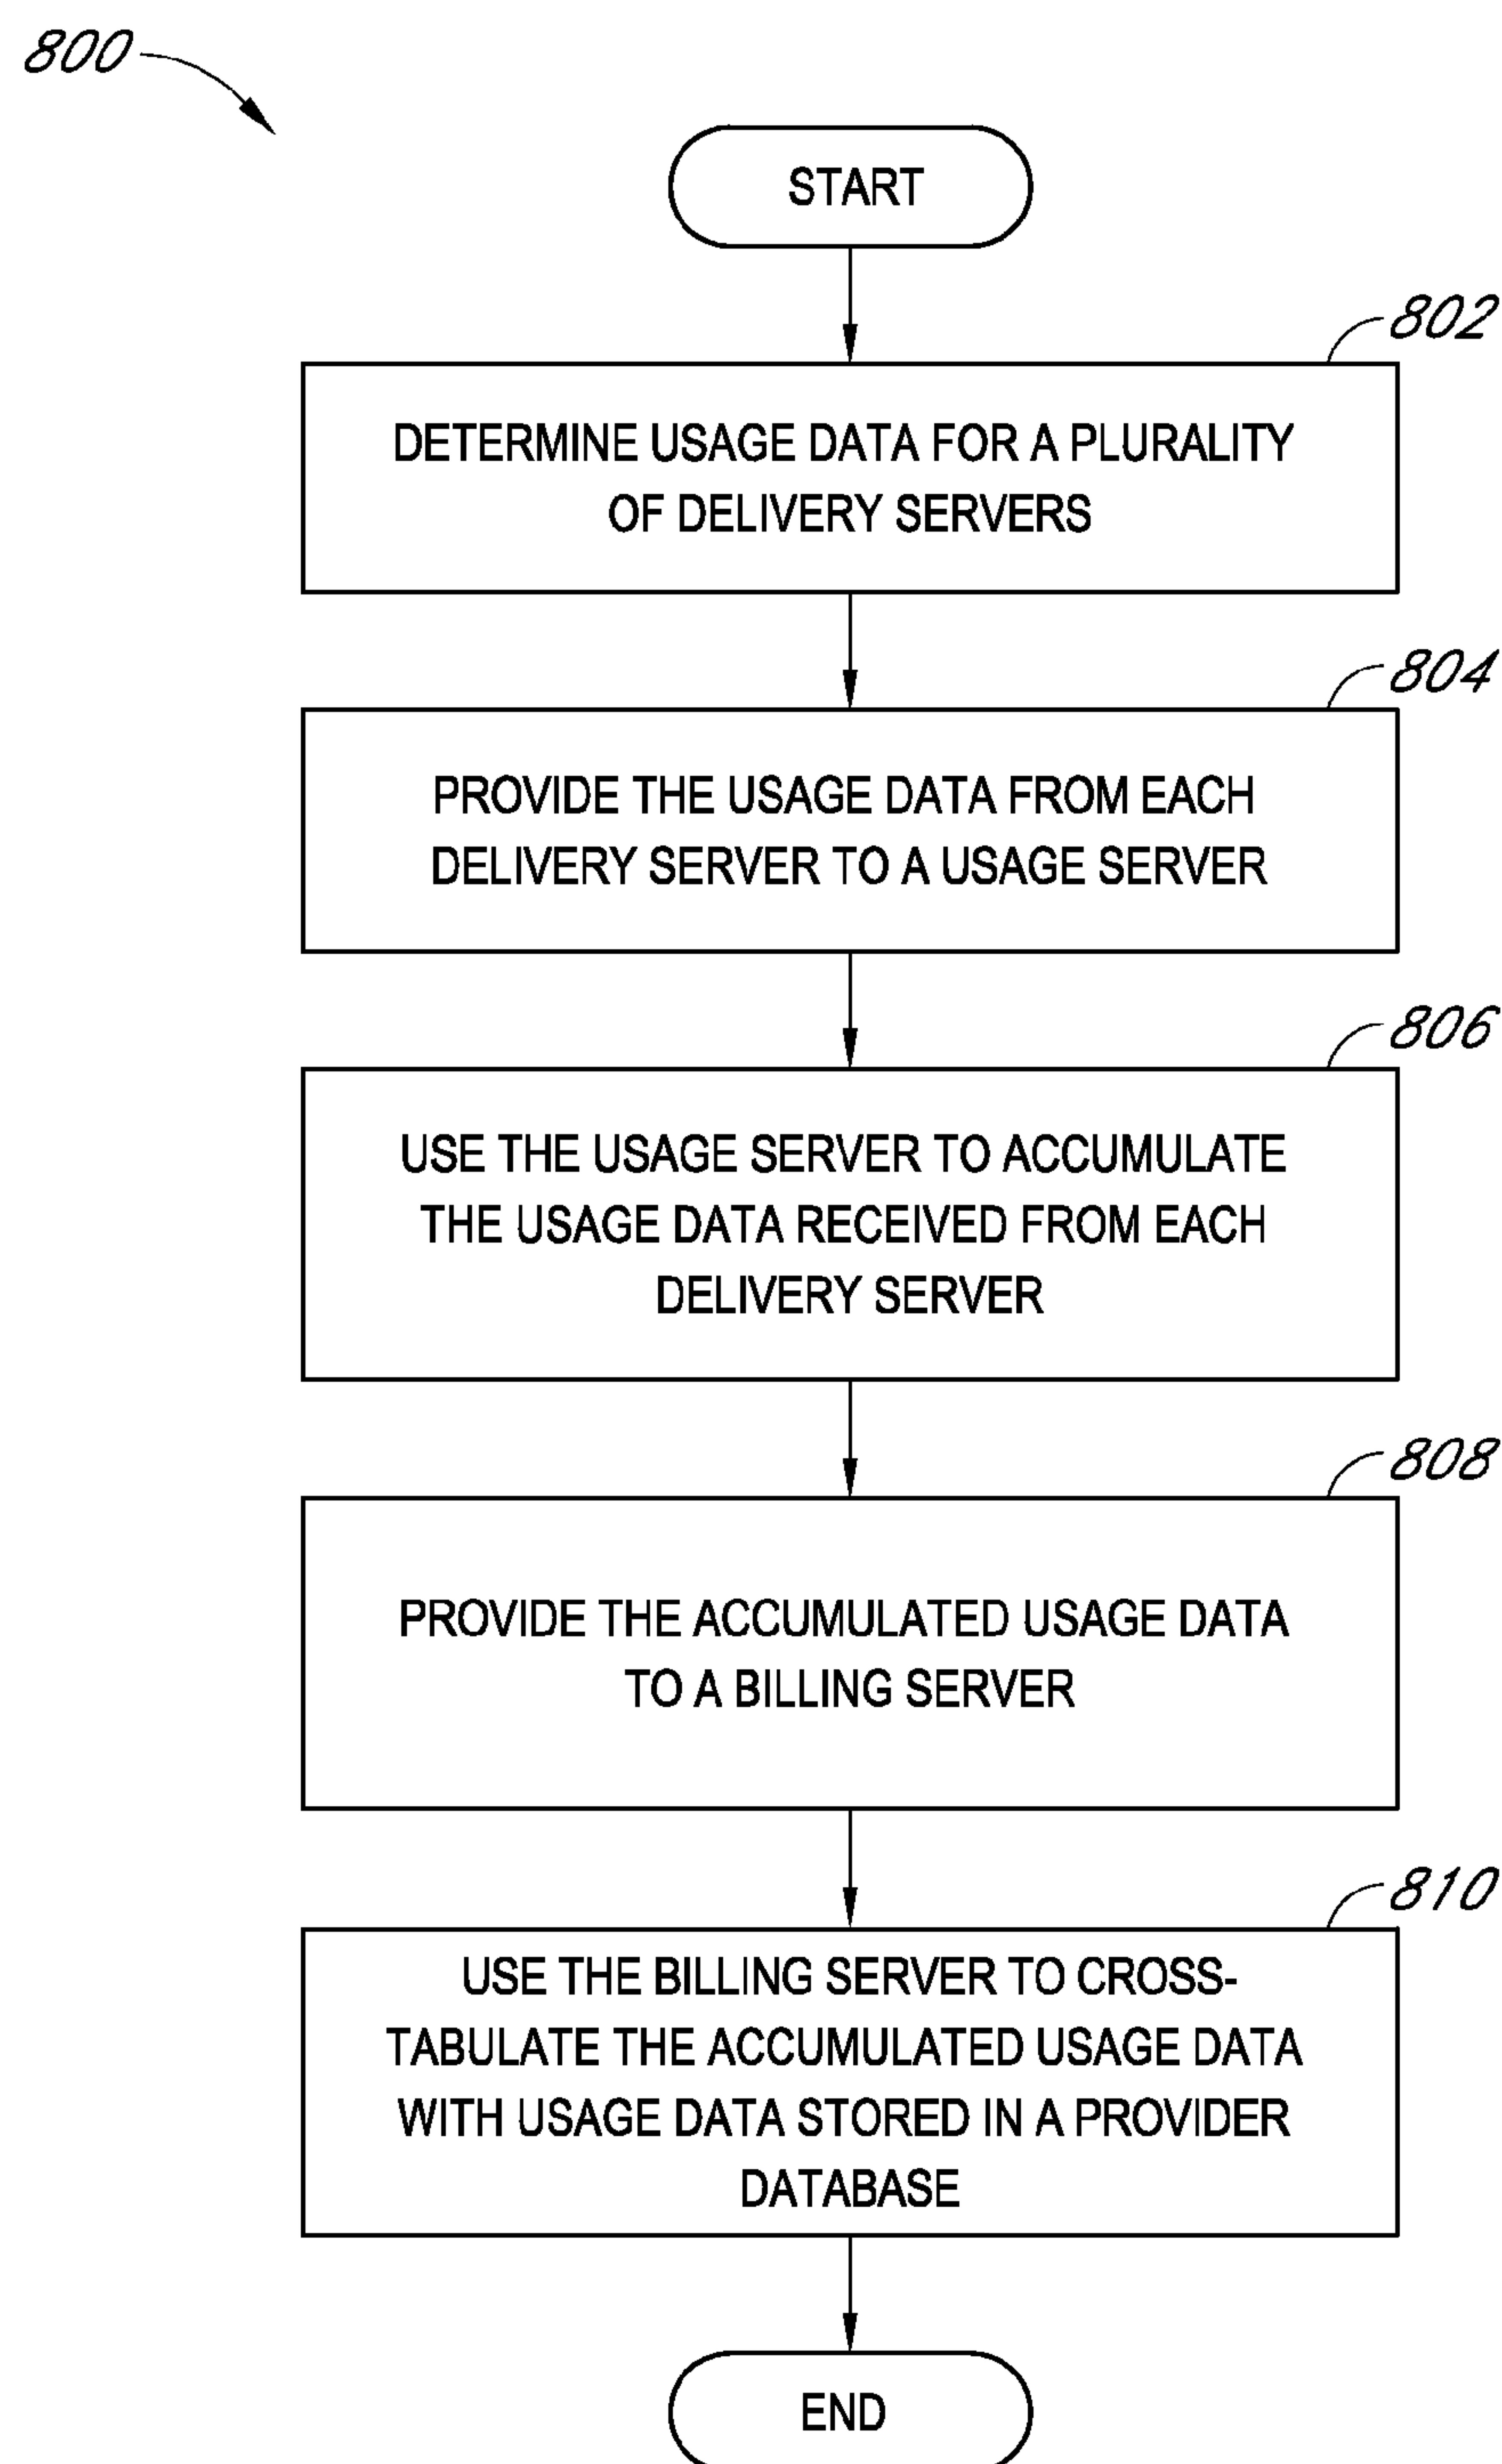 800
START
802
DETERMINE USAGE DATA FOR A PLURALITY
OF DELIVERY SERVERS
804
PROVIDE THE USAGE DATA FROM EACH
DELIVERY SERVER TO A USAGE SERVER
806
USE THE USAGE SERVER TO ACCUMULATE
THE USAGE DATA RECEIVED FROM EACH
DELIVERY SERVER
808
PROVIDE THE ACCUMULATED USAGE DATA
TO A BILLING SERVER
810
USE THE BILLING SERVER TO CROSS-
TABULATE THE ACCUMULATED USAGE DATA
WITH USAGE DATA STORED IN A PROVIDER
DATABASE
END